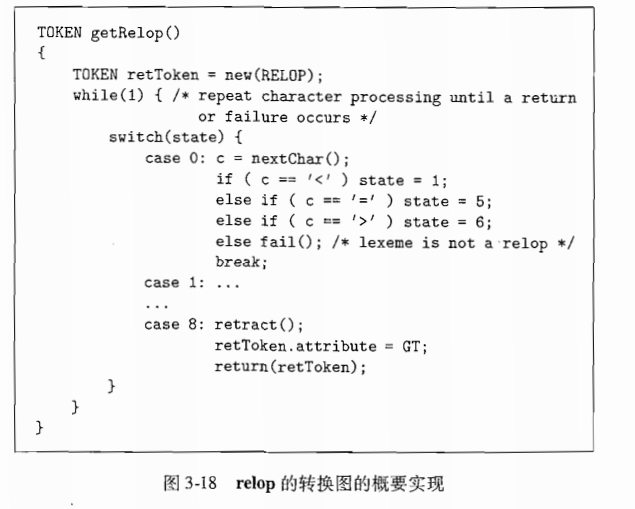 TOKEN getRelop()
{
    TOKEN retToken = new(RELOP);
    while(1) { /* repeat character processing until a return
                  or failure occurs */
        switch(state) {
            case 0: c = nextChar();
                    if ( c == '<' ) state = 1;
                    else if ( c == '=' ) state = 5;
                    else if ( c == '>' ) state = 6;
                    else fail(); /* lexeme is not a relop */
                    break;
            case 1: ...
            ...
            case 8: retract();
                    retToken.attribute = GT;
                    return(retToken);
        }
    }
}
图 3-18 relop 的转换图的概要实现